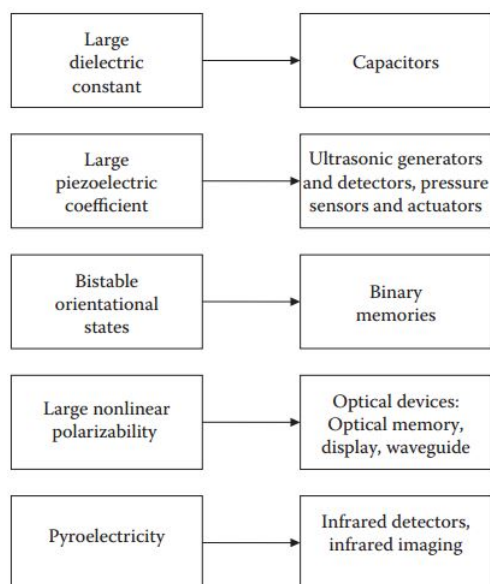 Large
dielectric
constant
Capacitors
Large
piezoelectric
coefficient
Ultrasonic generators
and detectors, pressure
sensors and actuators
Bistable
orientational
states
Binary
memories
Large nonlinear
polarizability
Optical devices:
Optical memory,
display, waveguide
Pyroelectricity
Infrared detectors,
infrared imaging